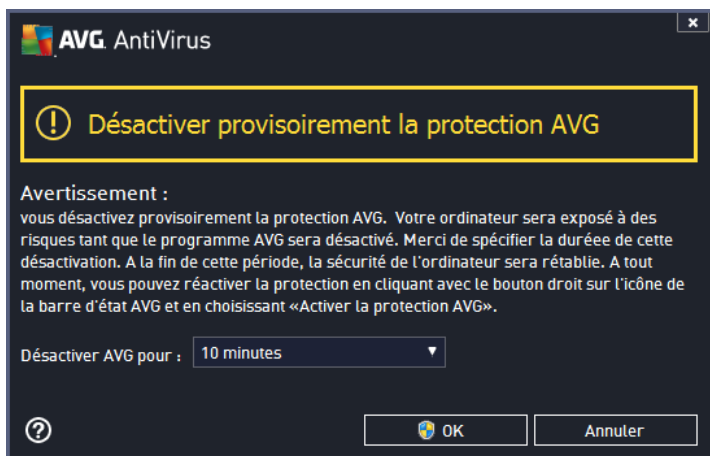 AVG. AntiVirus
Désactiver provisoirement la protection AVG
Avertissement :
vous désactivez provisoirement la protection AVG. Votre ordinateur sera exposé à des
risques tant que le programme AVG sera désactivé. Merci de spécifier la duréee de cette
désactivation. A la fin de cette période, la sécurité de l'ordinateur sera rétablie. A tout
moment, vous pouvez réactiver la protection en cliquant avec le bouton droit sur l'icône de
la barre d'état AVG et en choisissant «Activer la protection AVG».
Désactiver AVG pour : 10 minutes
OK Annuler